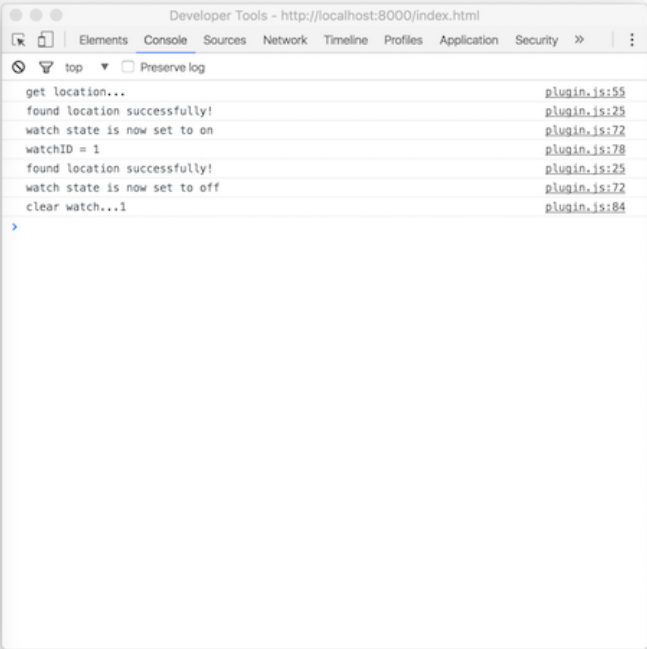 Developer Tools - http://localhost:8000/index.html
Elements Console Sources Network Timeline Profiles Application Security »
top ▼ Preserve log
get location... plugin.js:55
found location successfully! plugin.js:25
watch state is now set to on plugin.js:72
watchID = 1 plugin.js:78
found location successfully! plugin.js:25
watch state is now set to off plugin.js:72
clear watch...1 plugin.js:84